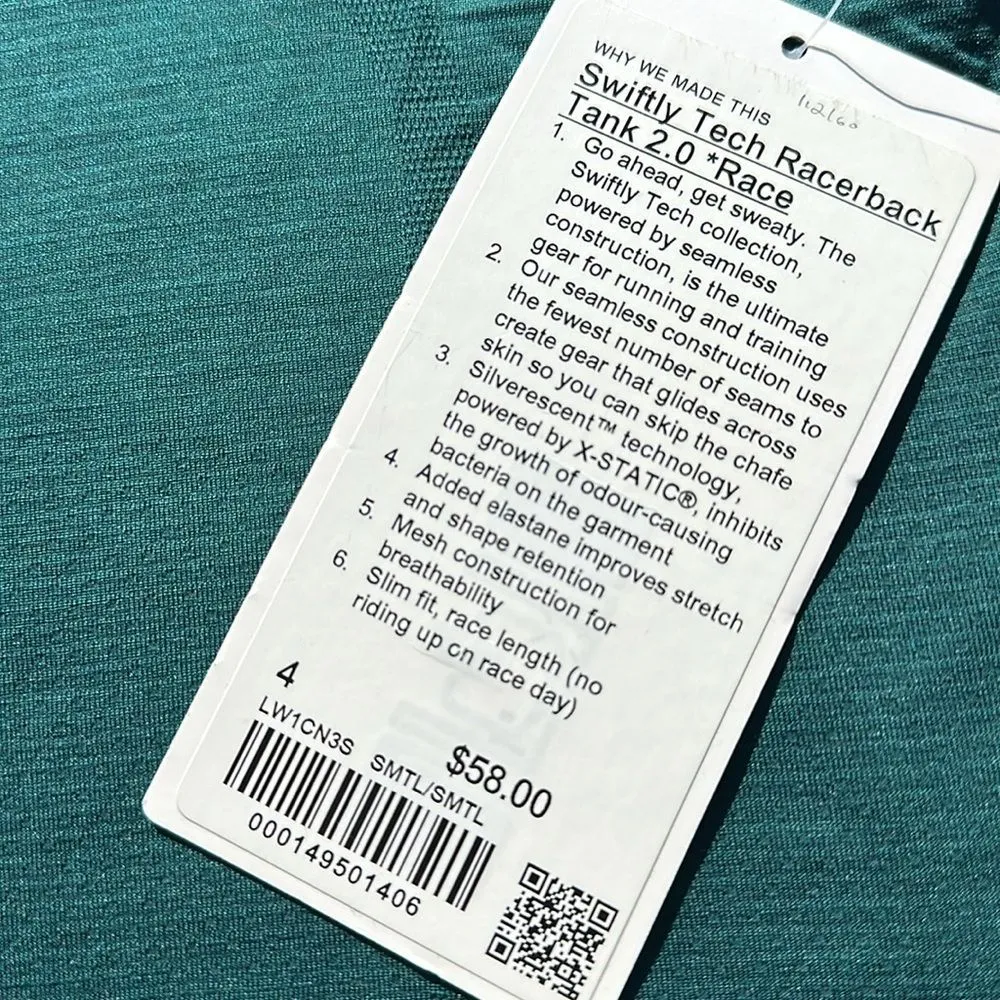 WHY WE MADE THIS
Swiftly Tech Racerback
Tank 2.0 *Race
1. Go ahead, get sweaty. The
Swiftly Tech collection,
powered by seamless
construction, is the ultimate
gear for running and training
2. Our seamless construction uses
the fewest number of seams to
create gear that glides across
skin so you can skip the chafe
3. Silverescent™ technology,
powered by X-STATIC®, inhibits
the growth of odour-causing
bacteria on the garment
4. Added elastane improves stretch
and shape retention
5. Mesh construction for
breathability
6. Slim fit, race length (no
riding up on race day)
4
LW1CN3S SMTL/SMTL
$58.00
000149501406